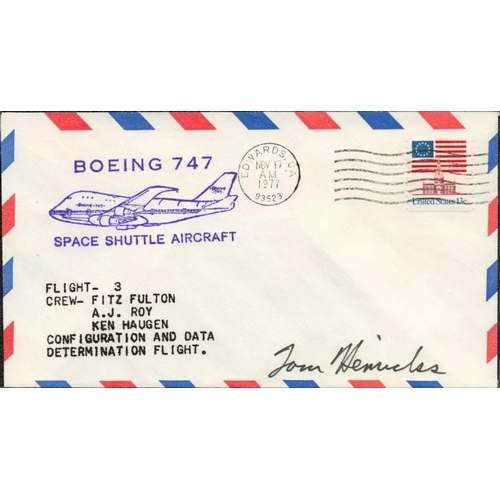 BOEING 747
SPACE SHUTTLE AIRCRAFT
EDWARDS, CA
NOV 17
AM
1977
93523
United States 13c
FLIGHT- 3
CREW- FITZ FULTON
A.J. ROY
KEN HAUGEN
CONFIGURATION AND DATA
DETERMINATION FLIGHT.
Tom Heinicks